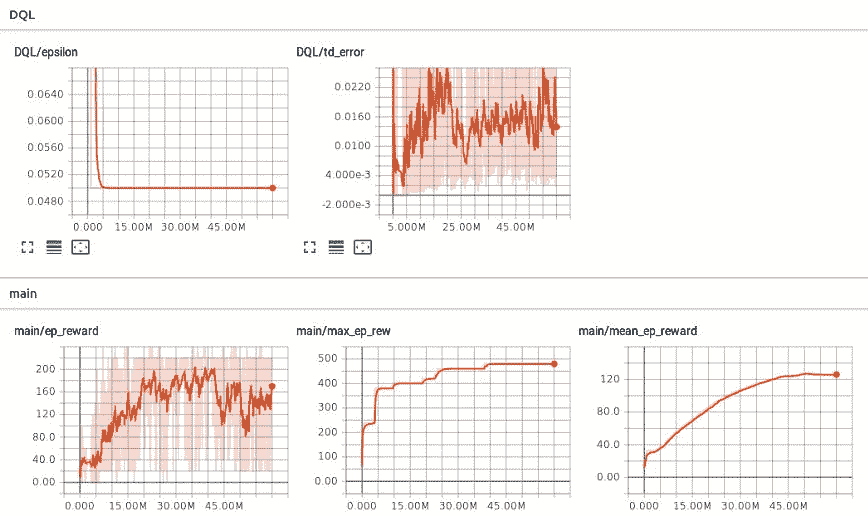 DQL
DQL/epsilon
DQL/td_error
0.0640
0.0600
0.0560
0.0520
0.0480
0.000 15.00M 30.00M 45.00M
0.0220
0.0160
0.0100
4.000e-3
-2.000e-3
5.000M 25.00M 45.00M
main
main/ep_reward
main/max_ep_rew
main/mean_ep_reward
200
160
120
80.0
40.0
0.00
0.000 15.00M 30.00M 45.00M
500
400
300
200
100
0.00
0.000 15.00M 30.00M 45.00M
120
80.0
40.0
0.00
0.000 15.00M 30.00M 45.00M